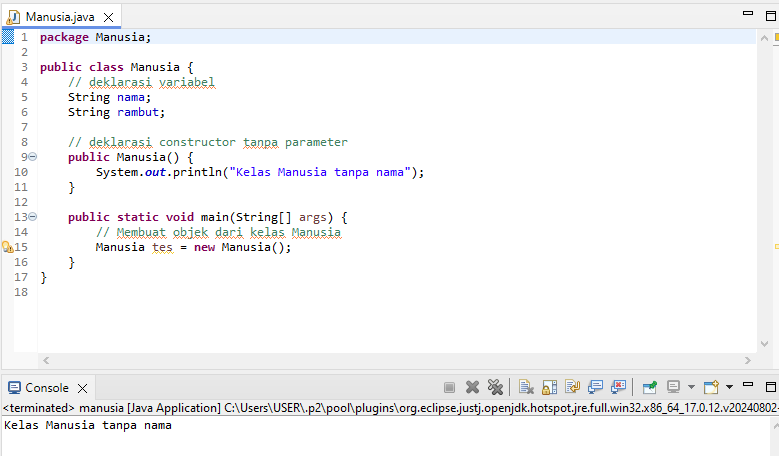 Manusia.java
1 package Manusia;
2
3 public class Manusia {
4 // deklarasi variabel
5 String nama;
6 String rambut;
7
8 // deklarasi constructor tanpa parameter
9 public Manusia() {
10 System.out.println("Kelas Manusia tanpa nama");
11 }
12
13 public static void main(String[] args) {
14 // Membuat objek dari kelas Manusia
15 Manusia tes = new Manusia();
16 }
17 }
18
Console
<terminated> manusia [Java Application] C:\Users\USER\.p2\pool\plugins\org.eclipse.justj.openjdk.hotspot.jre.full.win32.x86_64_17.0.12.v20240802-
Kelas Manusia tanpa nama